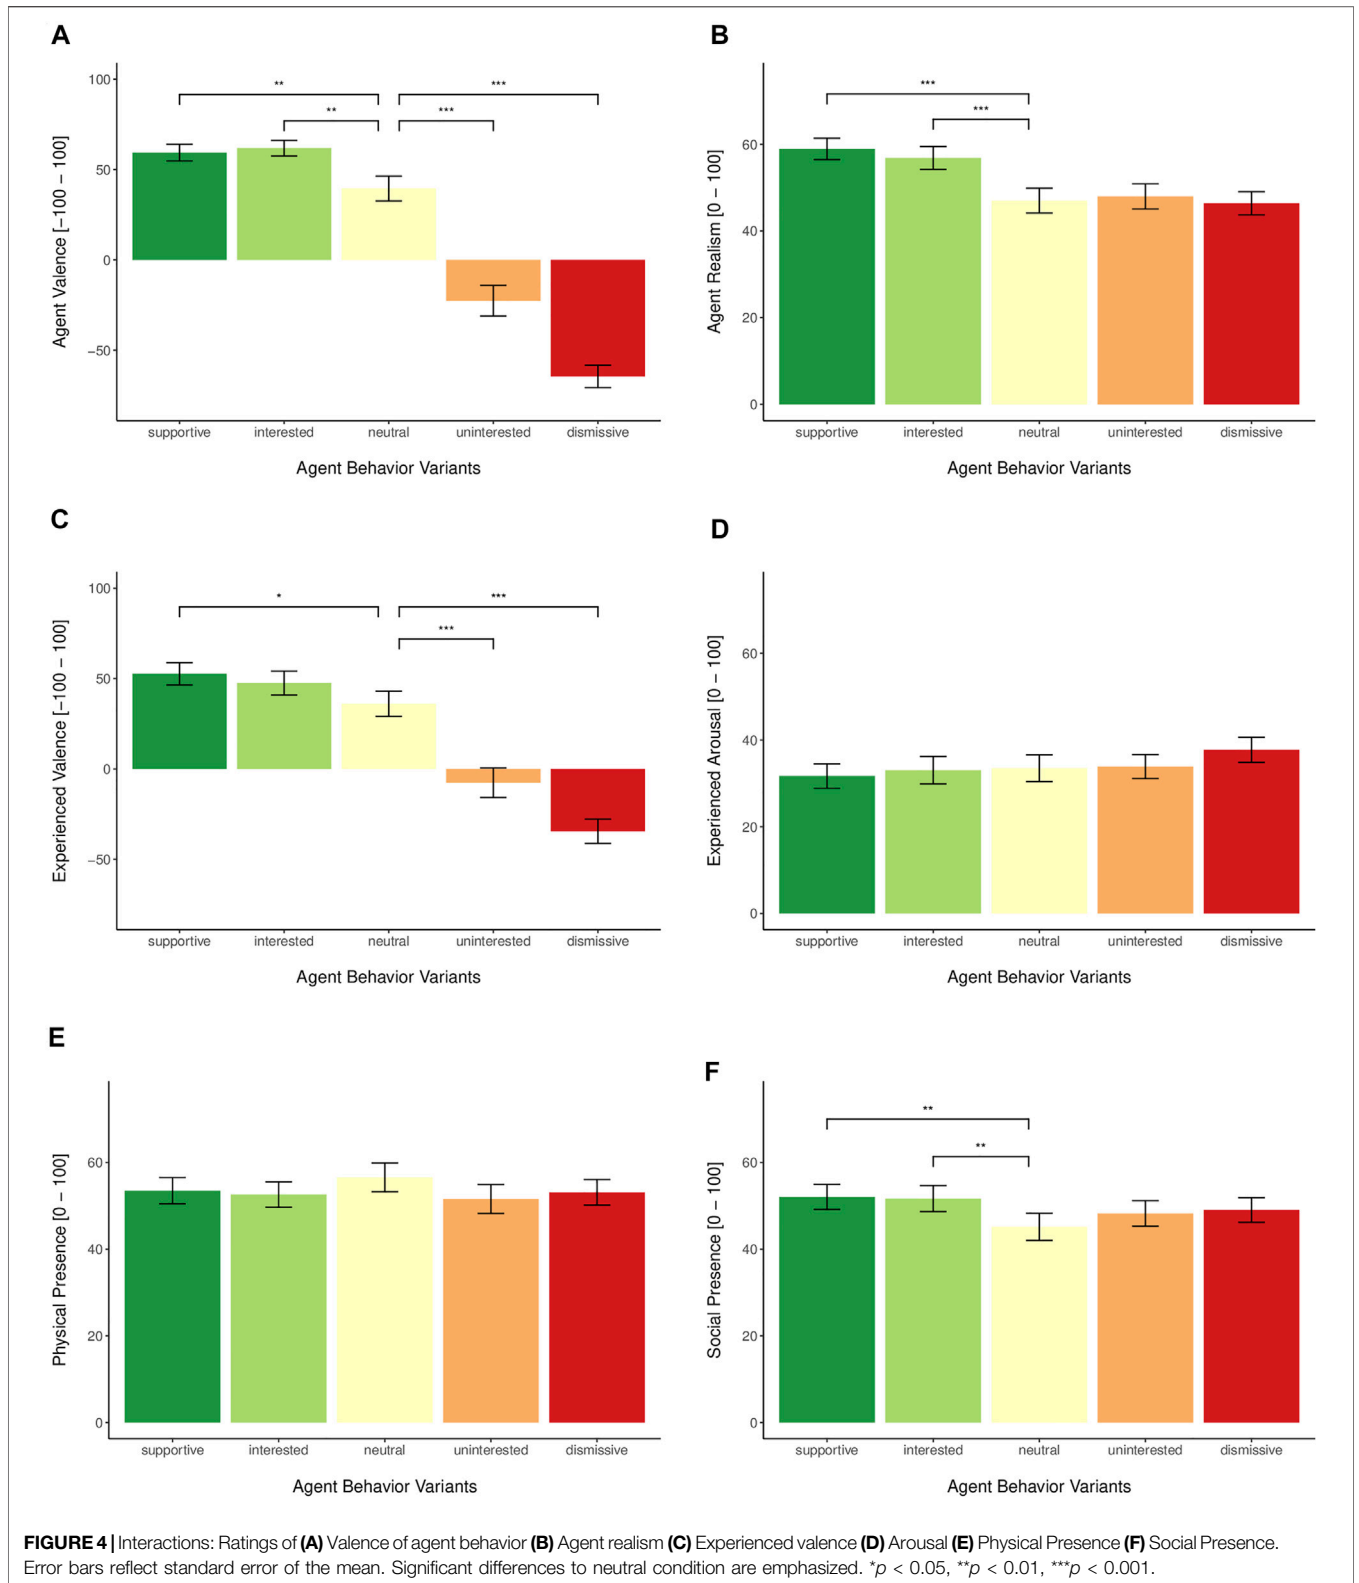 A
Agent Valence [−100 − 100]
100
50
0
−50
**
**
***
***
supportive interested neutral uninterested dismissive
Agent Behavior Variants
B
Agent Realism [0 − 100]
60
40
20
0
***
***
supportive interested neutral uninterested dismissive
Agent Behavior Variants
C
Experienced Valence [−100 − 100]
100
50
0
−50
*
***
***
supportive interested neutral uninterested dismissive
Agent Behavior Variants
D
Experienced Arousal [0 − 100]
60
40
20
0
supportive interested neutral uninterested dismissive
Agent Behavior Variants
E
Physical Presence [0 − 100]
60
40
20
0
supportive interested neutral uninterested dismissive
Agent Behavior Variants
F
Social Presence [0 − 100]
60
40
20
0
**
**
supportive interested neutral uninterested dismissive
Agent Behavior Variants
FIGURE 4 | Interactions: Ratings of (A) Valence of agent behavior (B) Agent realism (C) Experienced valence (D) Arousal (E) Physical Presence (F) Social Presence.
Error bars reflect standard error of the mean. Significant differences to neutral condition are emphasized. *p < 0.05, **p < 0.01, ***p < 0.001.